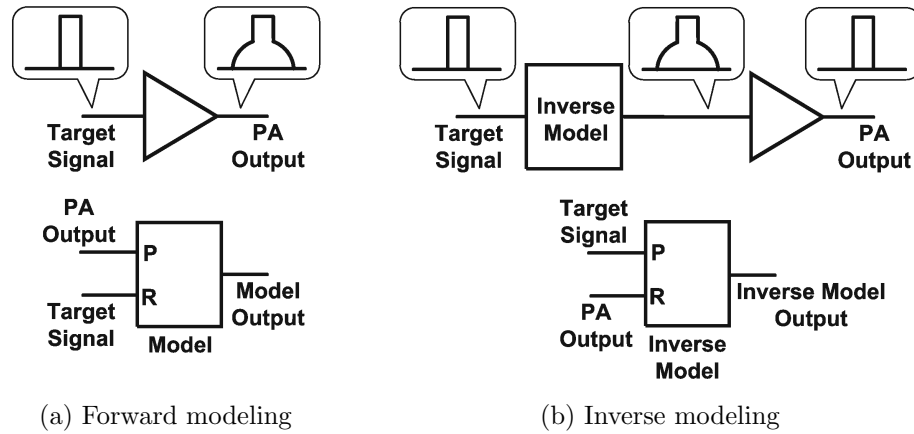 Target
Signal
PA
Output
PA
Output
P
R
Target
Signal
Model
Output
Model
(a) Forward modeling
Target
Signal
Inverse
Model
PA
Output
Target
Signal
P
R
PA
Output
Inverse
Model
Inverse Model
Output
(b) Inverse modeling